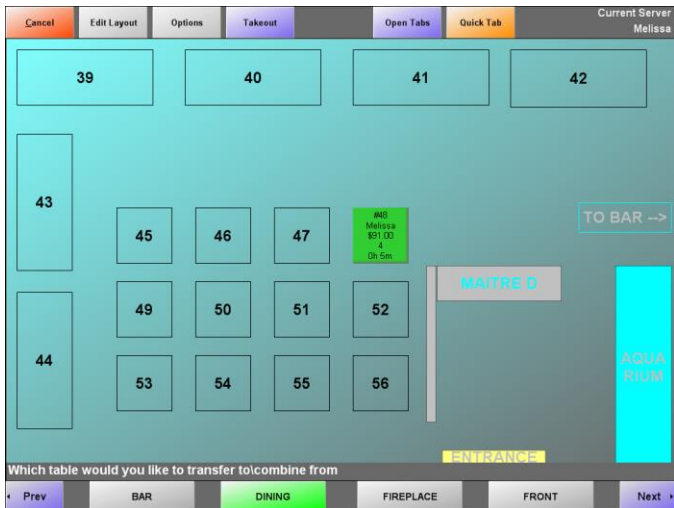 Cancel
Edit Layout
Options
Takeout
Open Tabs
Quick Tab
Current Server
Melissa
39
40
41
42
43
45
46
47
#48
Melissa
$91.00
4
0h 5m
TO BAR -->
MAITRE D
49
50
51
52
44
53
54
55
56
AQUA
RIUM
ENTRANCE
Which table would you like to transfer to\combine from
Prev
BAR
DINING
FIREPLACE
FRONT
Next